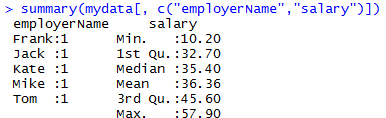 > summary(mydata[, c("employerName","salary")])
employerName salary
Frank:1 Min. :10.20
Jack :1 1st Qu.:32.70
Kate :1 Median :35.40
Mike :1 Mean :36.36
Tom :1 3rd Qu.:45.60
Max. :57.90